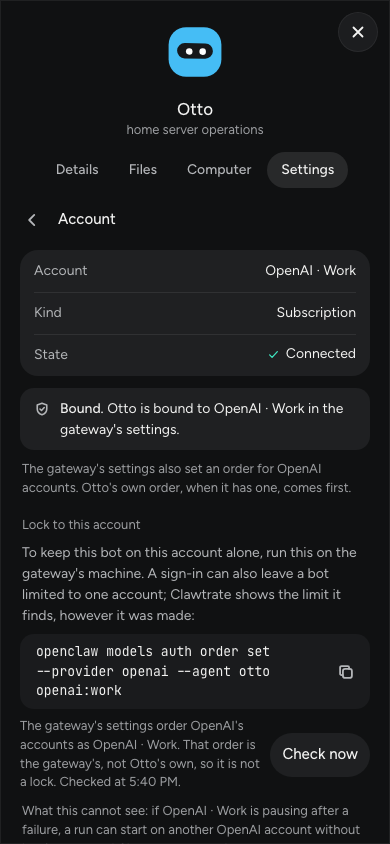 Otto
home server operations
Details Files Computer Settings
Account
Account OpenAI · Work
Kind Subscription
State Connected
Bound. Otto is bound to OpenAI · Work in the
gateway's settings.
The gateway's settings also set an order for OpenAI
accounts. Otto's own order, when it has one, comes first.
Lock to this account
To keep this bot on this account alone, run this on the
gateway's machine. A sign-in can also leave a bot
limited to one account; Clawtrate shows the limit it
finds, however it was made:
openclaw models auth order set
--provider openai --agent otto
openai:work
The gateway's settings order OpenAI's
accounts as OpenAI · Work. That order is
the gateway's, not Otto's own, so it is not
a lock. Checked at 5:40 PM.
Check now
What this cannot see: if OpenAI · Work is pausing after a
failure, a run can start on another OpenAI account without